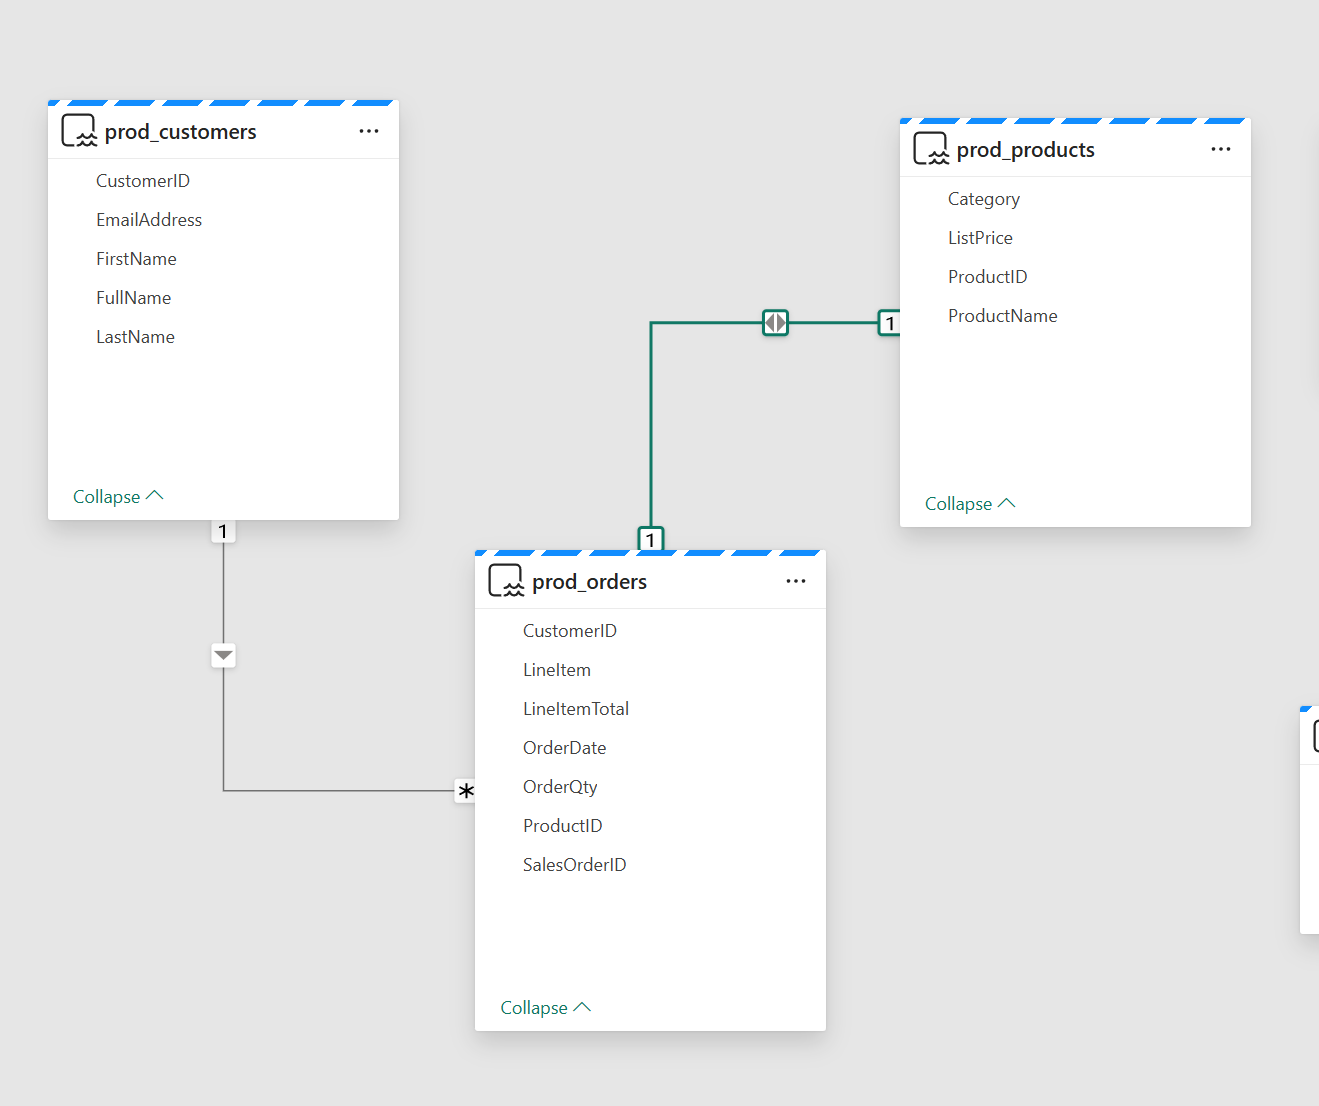 prod_customers
CustomerID
EmailAddress
FirstName
FullName
LastName
Collapse
1
*
prod_products
Category
ListPrice
ProductID
ProductName
Collapse
1
1
prod_orders
CustomerID
LineItem
LineItemTotal
OrderDate
OrderQty
ProductID
SalesOrderID
Collapse